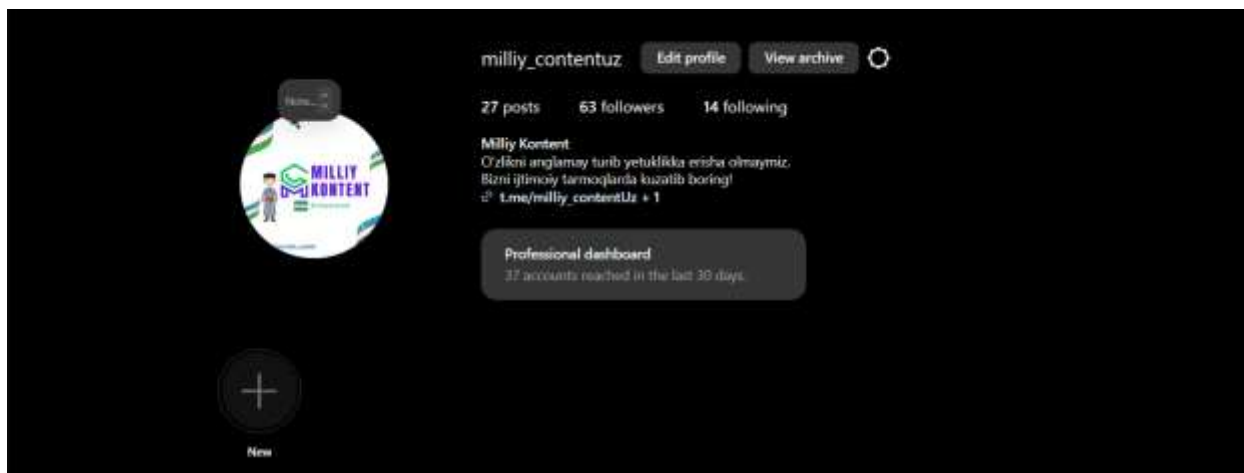 milliy_contentuz Edit profile View archive
Note...
27 posts 63 followers 14 following
Milliy Kontent
O'zlikni anglamay turib yetuklikka erisha olmaymiz.
Bizni ijtimoiy tarmoqlarda kuzatib boring!
t.me/milliy_contentUz + 1
MILLIY
KONTENT
Professional dashboard
37 accounts reached in the last 30 days.
New